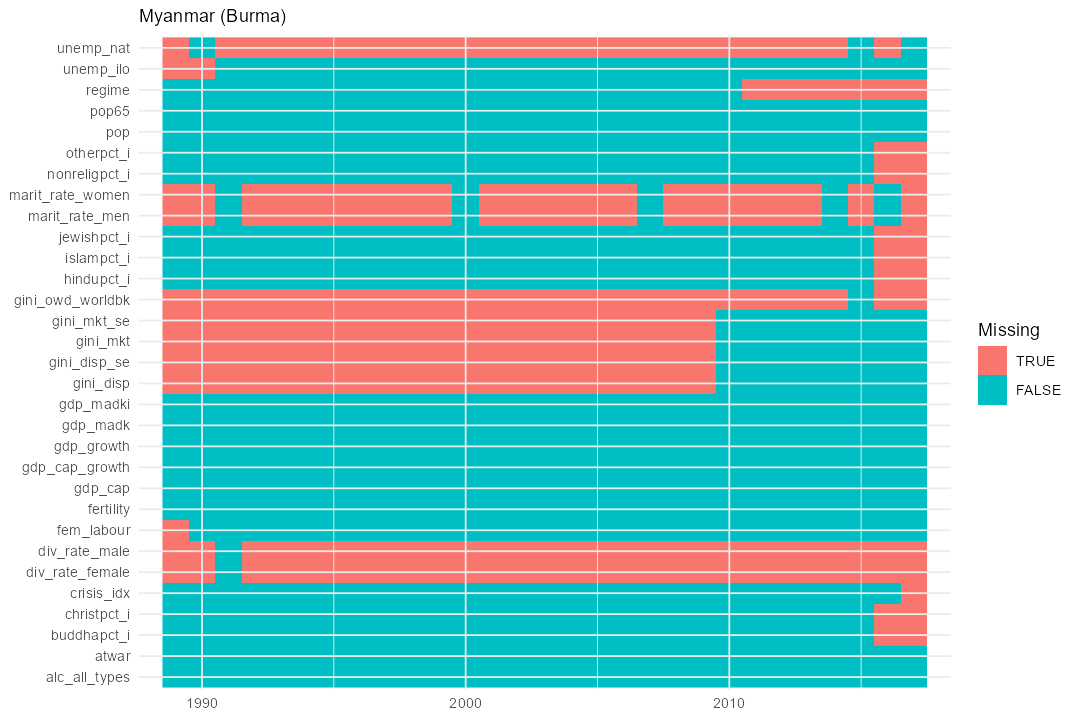 Myanmar (Burma)
unemp_nat
unemp_ilo
regime
pop65
pop
otherpct_i
nonreligpct_i
marit_rate_women
marit_rate_men
jewishpct_i
islampct_i
hindupct_i
gini_owd_worldbk
gini_mkt_se
gini_mkt
gini_disp_se
gini_disp
gdp_madki
gdp_madk
gdp_growth
gdp_cap_growth
gdp_cap
fertility
fem_labour
div_rate_male
div_rate_female
crisis_idx
christpct_i
buddhapct_i
atwar
alc_all_types
1990 2000 2010
Missing
TRUE
FALSE